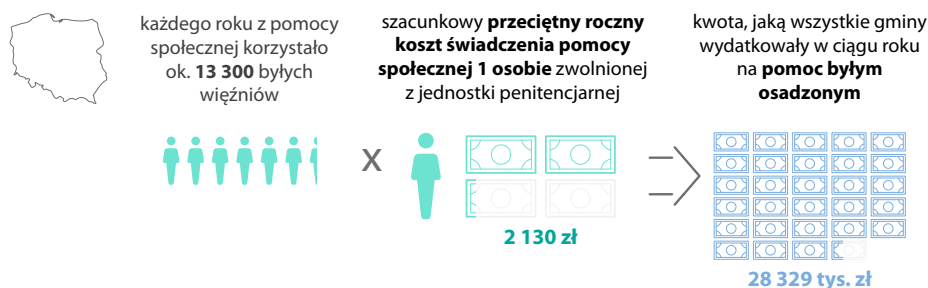 każdego roku z pomocy
społecznej korzystało
ok. 13 300 byłych
więźniów
szacunkowy przeciętny roczny
koszt świadczenia pomocy
społecznej 1 osobie zwolnionej
z jednostki penitencjarnej
kwota, jaką wszystkie gminy
wydatkowały w ciągu roku
na pomoc byłym
osadzonym
x
2 130 zł
28 329 tys. zł